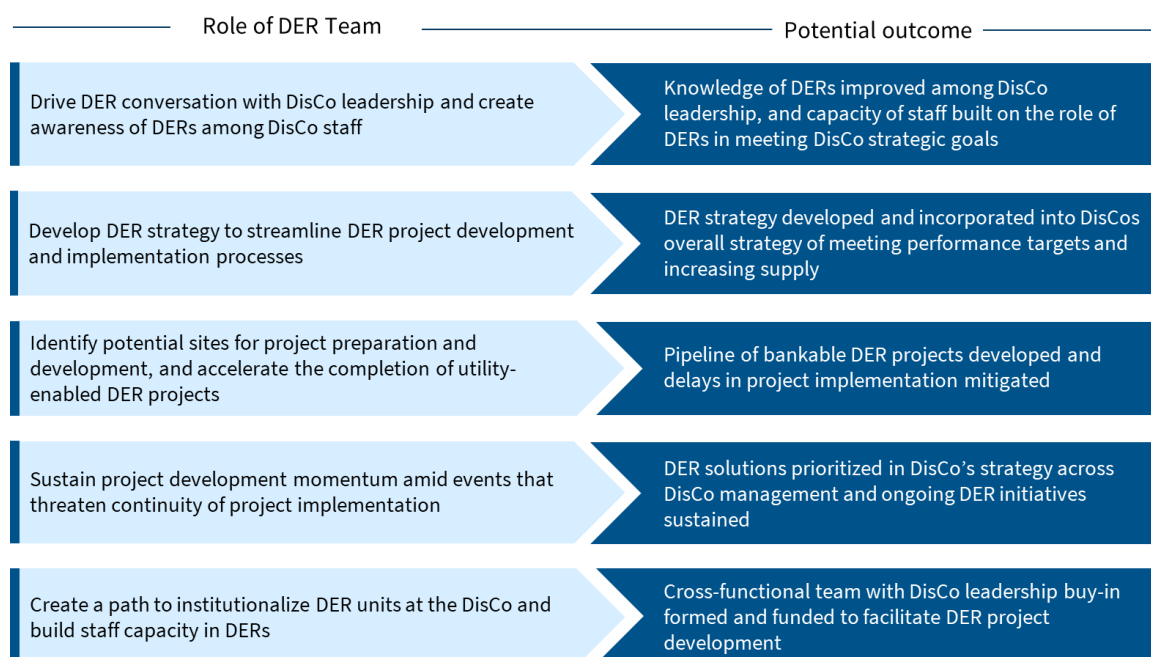 Role of DER Team
Potential outcome
Drive DER conversation with DisCo leadership and create
awareness of DERs among DisCo staff
Knowledge of DERs improved among DisCo
leadership, and capacity of staff built on the role of
DERs in meeting DisCo strategic goals
Develop DER strategy to streamline DER project development
and implementation processes
DER strategy developed and incorporated into DisCos
overall strategy of meeting performance targets and
increasing supply
Identify potential sites for project preparation and
development, and accelerate the completion of utility-
enabled DER projects
Pipeline of bankable DER projects developed and
delays in project implementation mitigated
Sustain project development momentum amid events that
threaten continuity of project implementation
DER solutions prioritized in DisCo’s strategy across
DisCo management and ongoing DER initiatives
sustained
Create a path to institutionalize DER units at the DisCo and
build staff capacity in DERs
Cross-functional team with DisCo leadership buy-in
formed and funded to facilitate DER project
development